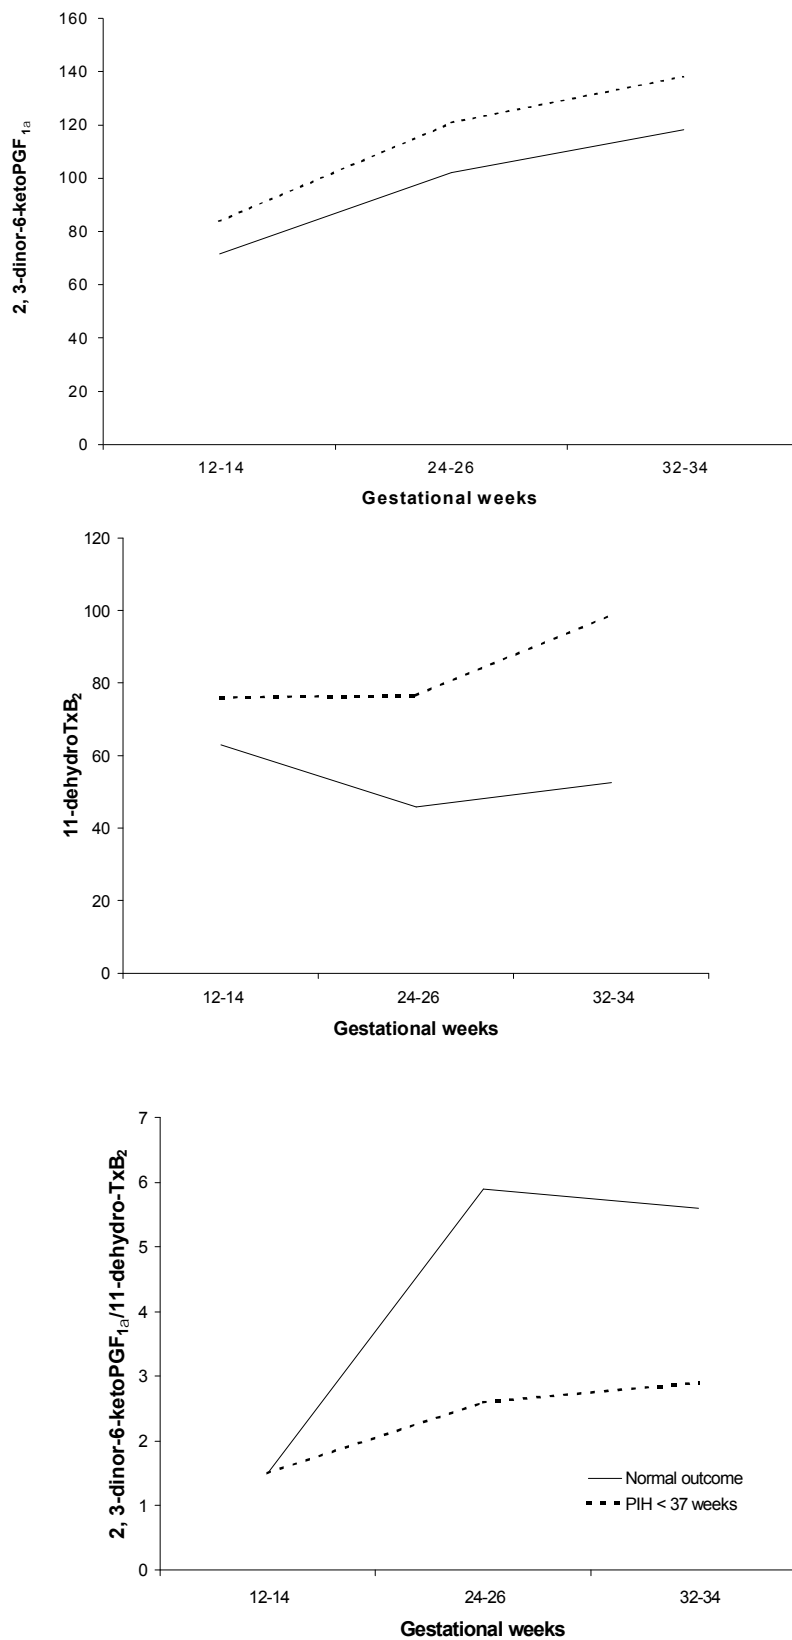 160
140
120
100
80
60
40
20
0
2, 3-dinor-6-ketoPGF 1a
12-14 24-26 32-34
Gestational weeks
120
100
80
60
40
20
0
11-dehydroTxB2
12-14 24-26 32-34
Gestational weeks
7
6
5
4
3
2
1
0
2, 3-dinor-6-ketoPGF1a/11-dehydro-TxB2
Normal outcome
PIH < 37 weeks
12-14 24-26 32-34
Gestational weeks